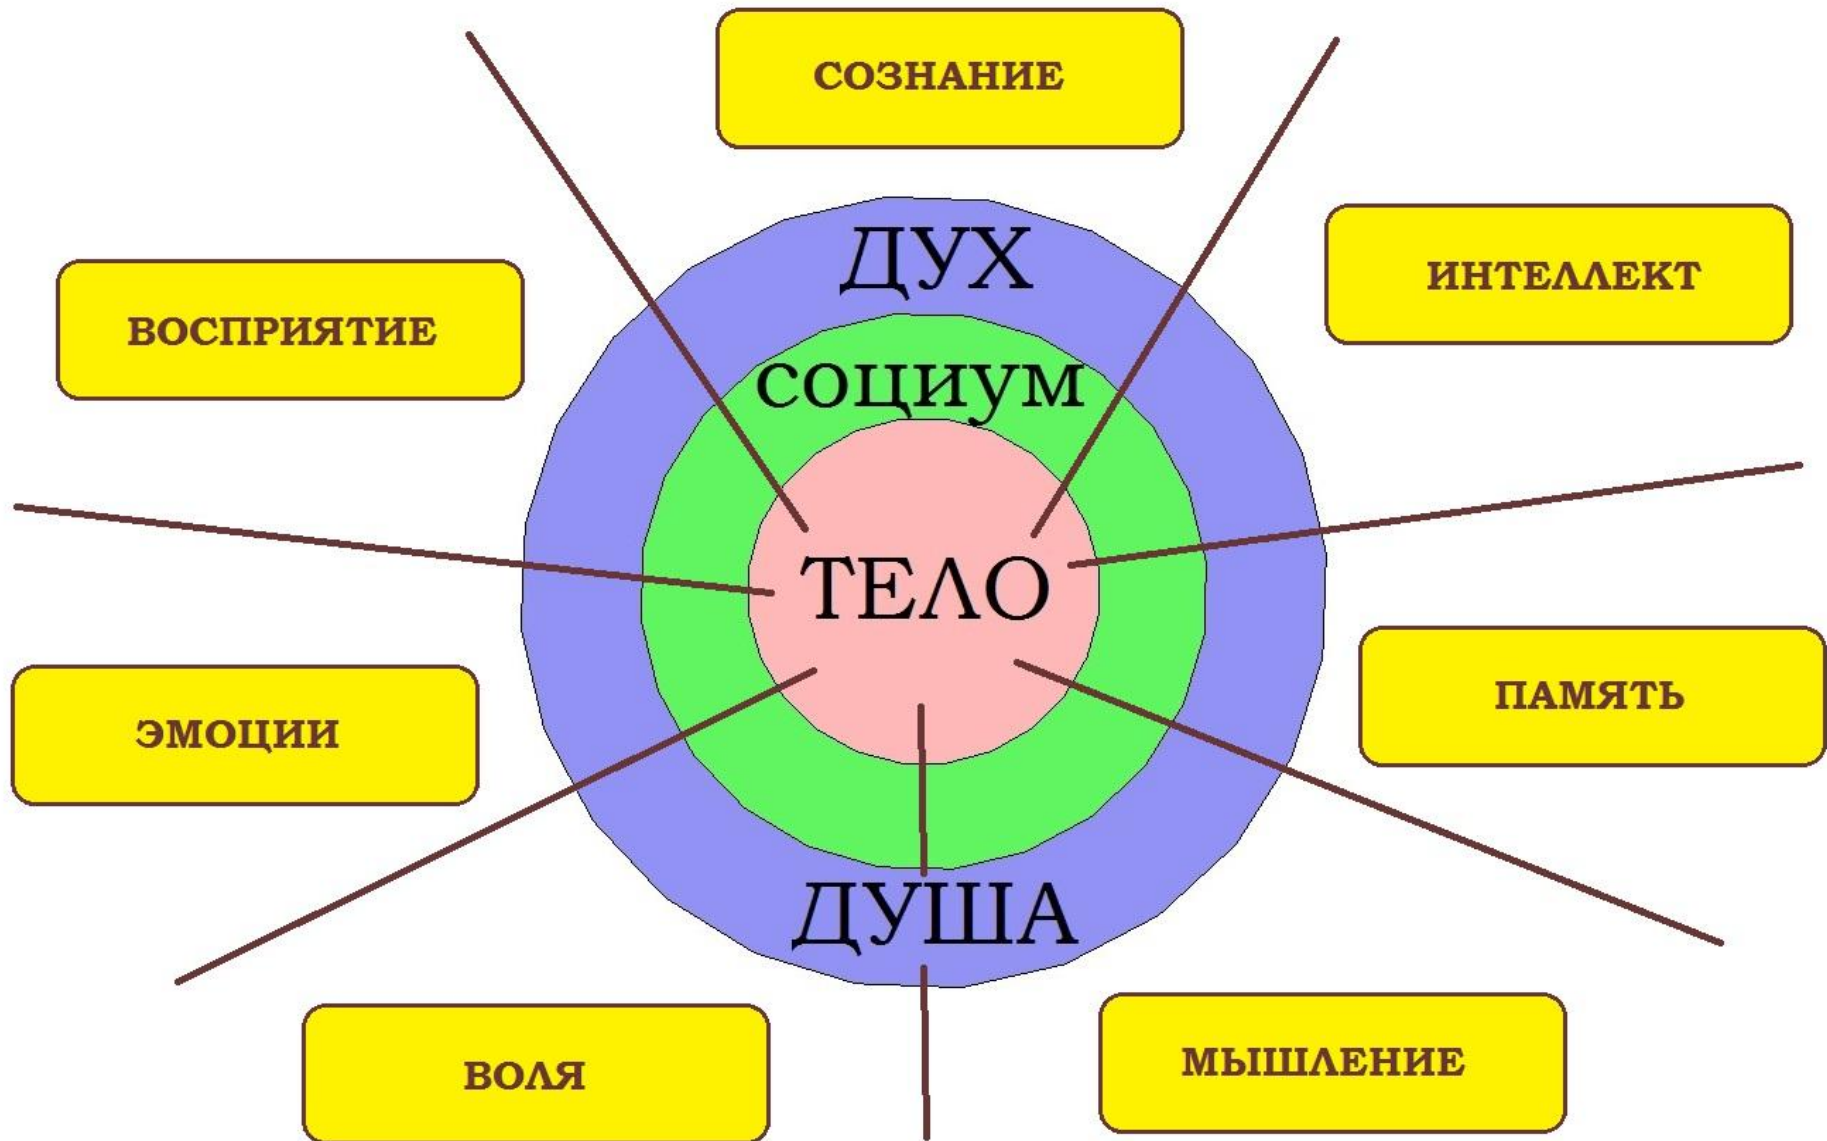 СОЗНАНИЕ
ДУХ
ИНТЕЛЛЕКТ
ВОСПРИЯТИЕ
социум
ТЕЛО
ПАМЯТЬ
ЭМОЦИИ
ДУША
ВОЛЯ
МЫШЛЕНИЕ